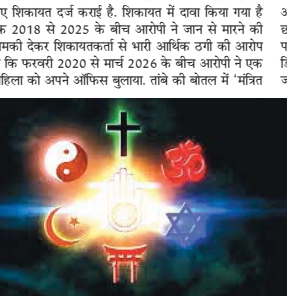 ए शिकायत दर्ज कराई है. शिकायत में दावा किया गया है
क 2018 से 2025 के बीच आरोपी ने जान से मारने की
मकी देकर शिकायतकर्ता से भारी आर्थिक ठगी की आरोप
कि फरवरी 2020 से मार्च 2026 के बीच आरोपी ने एक
हिला को अपने ऑफिस बुलाया. तांबे की बोतल में 'मंत्रित
ॐ